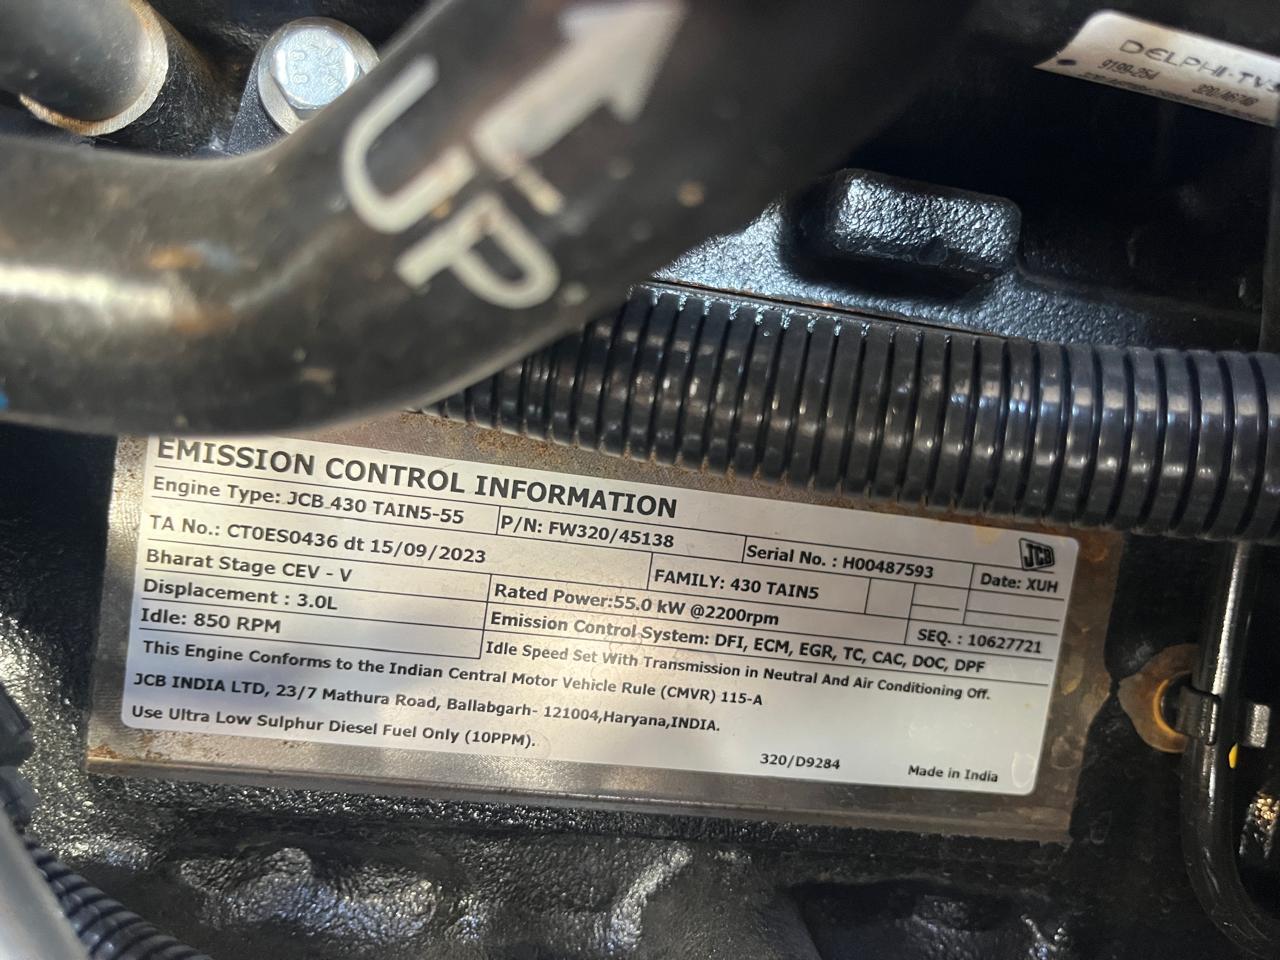 UP
DELPHI·TVS
9199-254
320/A6740
EMISSION CONTROL INFORMATION
JCB
Engine Type: JCB 430 TAIN5-55
P/N: FW320/45138
Serial No. : H00487593
Date: XUH
TA No.: CT0ES0436 dt 15/09/2023
FAMILY: 430 TAIN5
Bharat Stage CEV - V
Rated Power:55.0 kW @2200rpm
SEQ. : 10627721
Displacement : 3.0L
Emission Control System: DFI, ECM, EGR, TC, CAC, DOC, DPF
Idle: 850 RPM
Idle Speed Set With Transmission in Neutral And Air Conditioning Off.
This Engine Conforms to the Indian Central Motor Vehicle Rule (CMVR) 115-A
JCB INDIA LTD, 23/7 Mathura Road, Ballabgarh- 121004,Haryana,INDIA.
Use Ultra Low Sulphur Diesel Fuel Only (10PPM).
320/D9284
Made in India